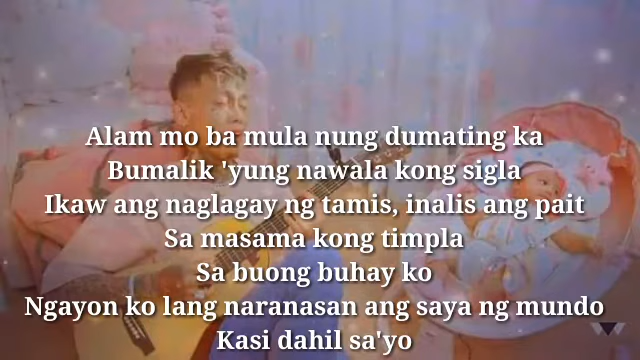 Alam mo ba mula nung dumating ka
Bumalik 'yung nawala kong sigla
Ikaw ang naglagay ng tamis, inalis ang pait
Sa masama kong timpla
Sa buong buhay ko
Ngayon ko lang naranasan ang saya ng mundo
Kasi dahil sa'yo